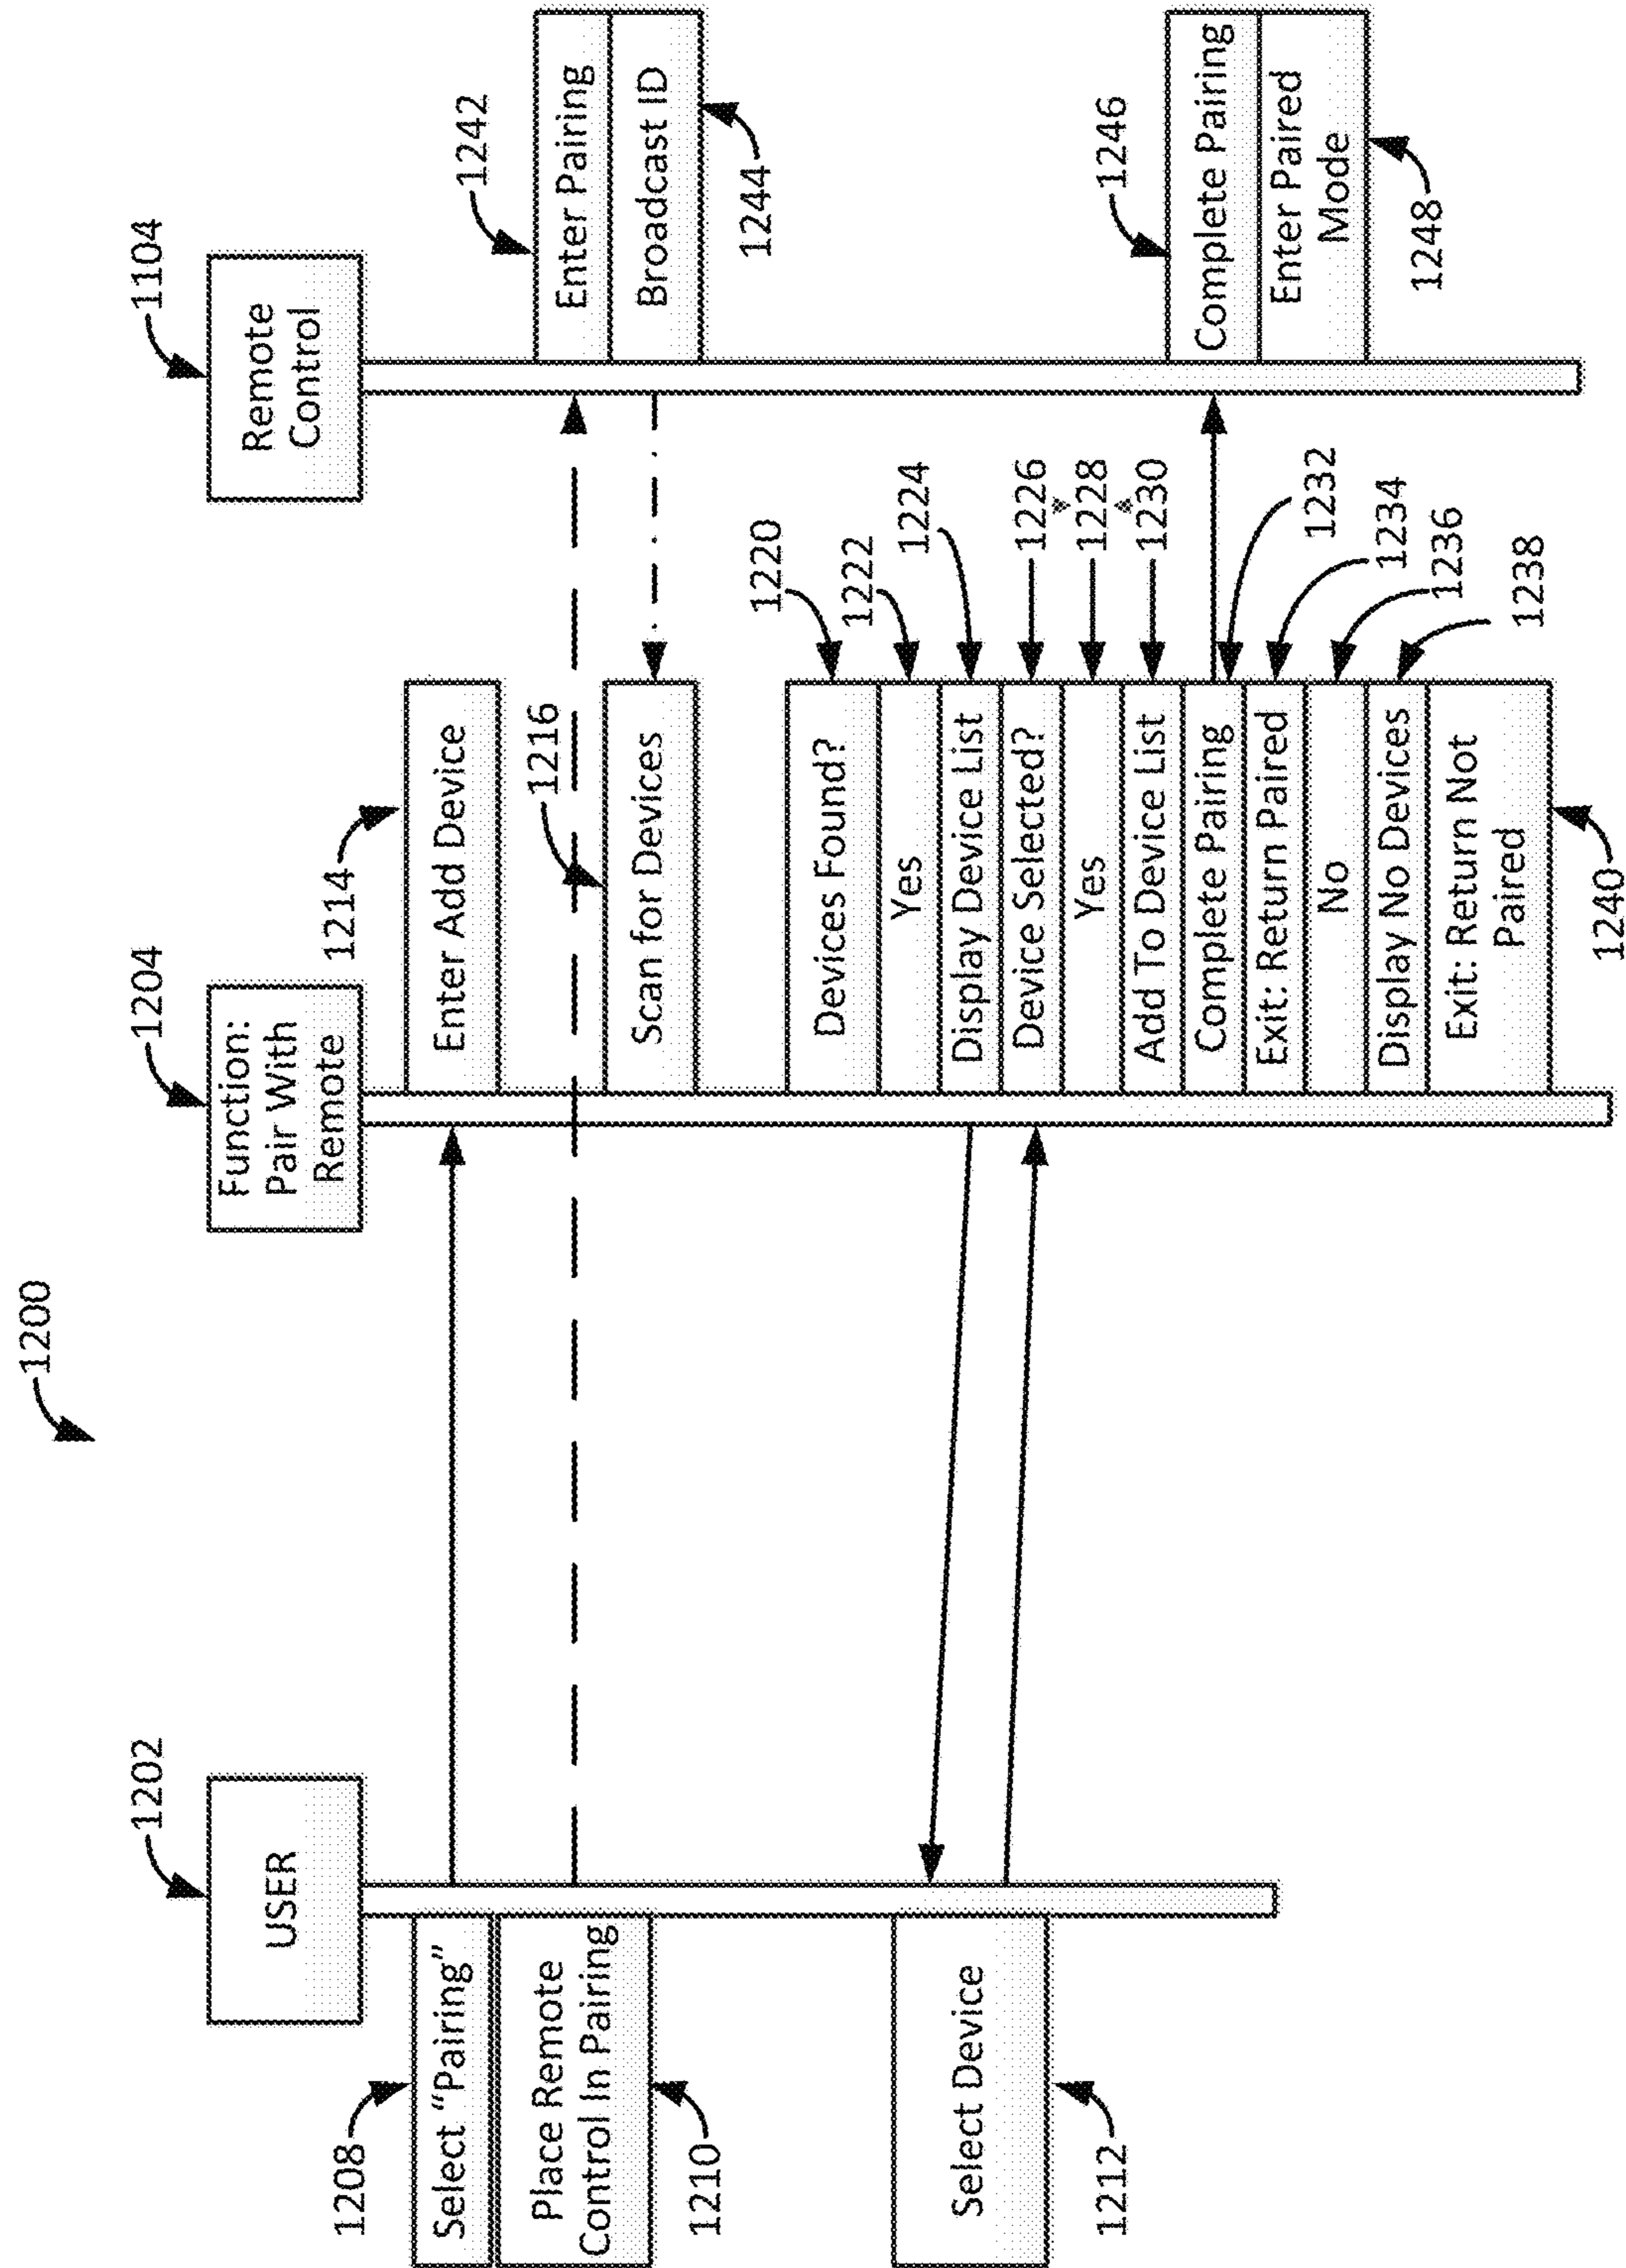 1200
1202
USER
1204
Function:
Pair With
Remote
1104
Remote
Control
1208
Select “Pairing”
Place Remote
Control In Pairing
1210
Select Device
1212
1214
Enter Add Device
1216
Scan for Devices
1220
Devices Found?
1222
Yes
1224
Display Device List
1226
Device Selected?
1228
Yes
1230
Add To Device List
Complete Pairing
1232
Exit: Return Paired
1234
No
1236
Display No Devices
1238
Exit: Return Not
Paired
1240
1242
Enter Pairing
Broadcast ID
1244
1246
Complete Pairing
Enter Paired
Mode
1248